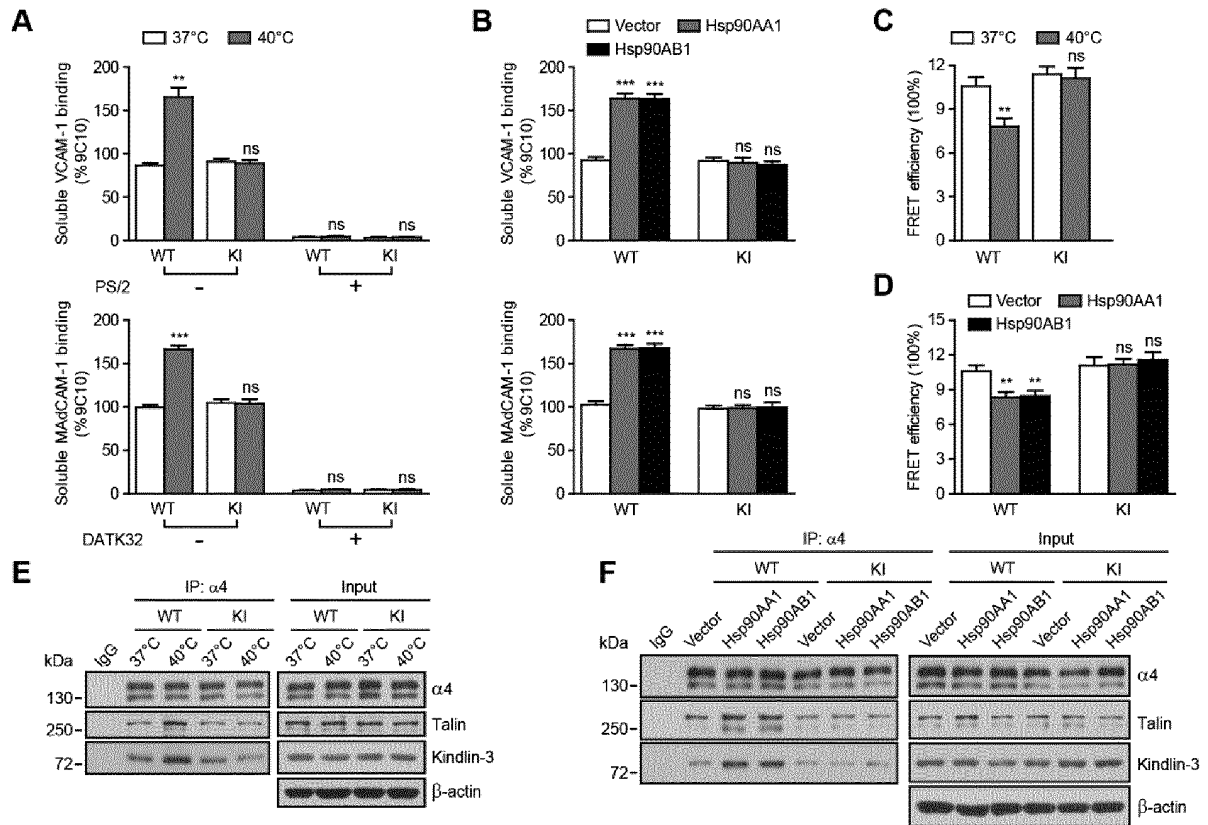 A
37°C 40°C
Soluble VCAM-1 binding
(% 9C10)
200
150
100
50
0
**
ns
ns
ns
WT KI WT KI
PS/2 - +
Soluble MAdCAM-1 binding
(% 9C10)
200
150
100
50
0
***
ns
ns
ns
WT KI WT KI
DATK32 - +
B
Vector Hsp90AA1
Hsp90AB1
Soluble VCAM-1 binding
(% 9C10)
200
150
100
50
0
*** ***
ns ns
WT KI
Soluble MAdCAM-1 binding
(% 9C10)
200
150
100
50
0
*** ***
ns ns
WT KI
C
37°C 40°C
FRET efficiency (100%)
12
9
6
3
0
**
ns
WT KI
D
Vector Hsp90AA1
Hsp90AB1
FRET efficiency (100%)
15
12
9
6
3
0
** **
ns ns
WT KI
E
IP: α4 Input
WT KI WT KI
kDa IgG 37°C 40°C 37°C 40°C 37°C 40°C 37°C 40°C
130 α4
250 Talin
72 Kindlin-3
β-actin
F
IP: α4 Input
WT KI WT KI
kDa IgG Vector Hsp90AA1 Hsp90AB1 Vector Hsp90AA1 Hsp90AB1 Vector Hsp90AA1 Hsp90AB1 Vector Hsp90AA1 Hsp90AB1
130 α4
250 Talin
72 Kindlin-3
β-actin